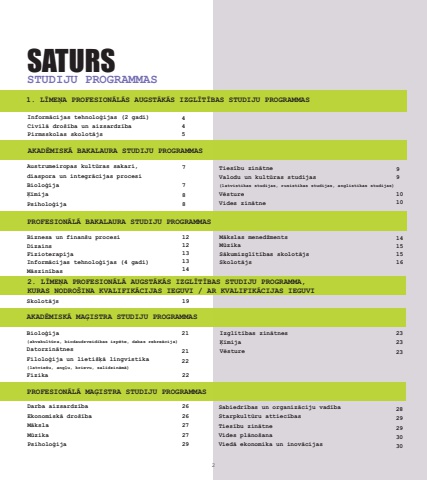 SATURS
STUDIJU PROGRAMMAS
1. LĪMEŅA PROFESIONĀLĀS AUGSTĀKĀS IZGLĪTĪBAS STUDIJU PROGRAMMAS
Informācijas tehnoloģijas (2 gadi) 4
Civilā drošība un aizsardzība 4
Pirmsskolas skolotājs 5
AKADĒMISKĀ BAKALAURA STUDIJU PROGRAMMAS
Austrumeiropas kultūras sakari, 7
diaspora un integrācijas procesi
Bioloģija 7
Ķīmija 8
Psiholoģija 8
Tiesību zinātne 9
Valodu un kultūras studijas 9
(latvistikas studijas, rusistikas studijas, anglistikas studijas)
Vēsture 10
Vides zinātne 10
PROFESIONĀLĀ BAKALAURA STUDIJU PROGRAMMAS
Biznesa un finanšu procesi 12
Dizains 12
Fizioterapija 13
Informācijas tehnoloģijas (4 gadi) 13
Māszinības 14
Mākslas menedžments 14
Mūzika 15
Sākumizglītības skolotājs 15
Skolotājs 16
2. LĪMEŅA PROFESIONĀLĀ AUGSTĀKĀS IZGLĪTĪBAS STUDIJU PROGRAMMA,
KURAS NODROŠINA KVALIFIKĀCIJAS IEGUVI / AR KVALIFIKĀCIJAS IEGUVI
Skolotājs 19
AKADĒMISKĀ MAĢISTRA STUDIJU PROGRAMMAS
Bioloģija 21
Datorzinātnes 21
Filoloģija un lietišķā lingvistika 22
(latviešu, angļu, krievu, salīdzināmā)
Fizika 22
Izglītības zinātnes 23
Ķīmija 23
Vēsture 23
PROFESIONĀLĀ MAĢISTRA STUDIJU PROGRAMMAS
Darba aizsardzība 26
Ekonomiskā drošība 26
Māksla 27
Mūzika 27
Psiholoģija 29
Sabiedrības un organizāciju vadība 28
Starpkultūru attiecības 29
Tiesību zinātne 29
Vides plānošana 30
Viedā ekonomika un inovācijas 30
2